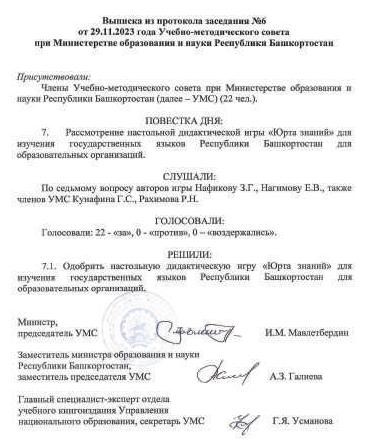 Выписка из протокола заседания №6
от 29.11.2023 года Учебно-методического совета
при Министерстве образования и науки Республики Башкортостан
Присутствовали:
Члены Учебно-методического совета при Министерстве образования и
науки Республики Башкортостан (далее – УМС) (22 чел.).
ПОВЕСТКА ДНЯ:
7. Рассмотрение настольной дидактической игры «Юрта знаний» для
изучения государственных языков Республики Башкортостан для
образовательных организаций.
СЛУШАЛИ:
По седьмому вопросу авторов игры Нафикову З.Г., Нагимову Е.В., также
членов УМС Кунафина Г.С., Рахимова Р.Н.
ГОЛОСОВАЛИ:
Голосовали: 22 - «за», 0 - «против», 0 – «воздержались».
РЕШИЛИ:
7.1. Одобрить настольную дидактическую игру «Юрта знаний» для
изучения государственных языков Республики Башкортостан для
образовательных организаций.
Министр,
председатель УМС И.М. Мавлетбердин
Заместитель министра образования и науки
Республики Башкортостан,
заместитель председателя УМС А.З. Галиева
Главный специалист-эксперт отдела
учебного книгоиздания Управления
национального образования, секретарь УМС Г.Я. Усманова